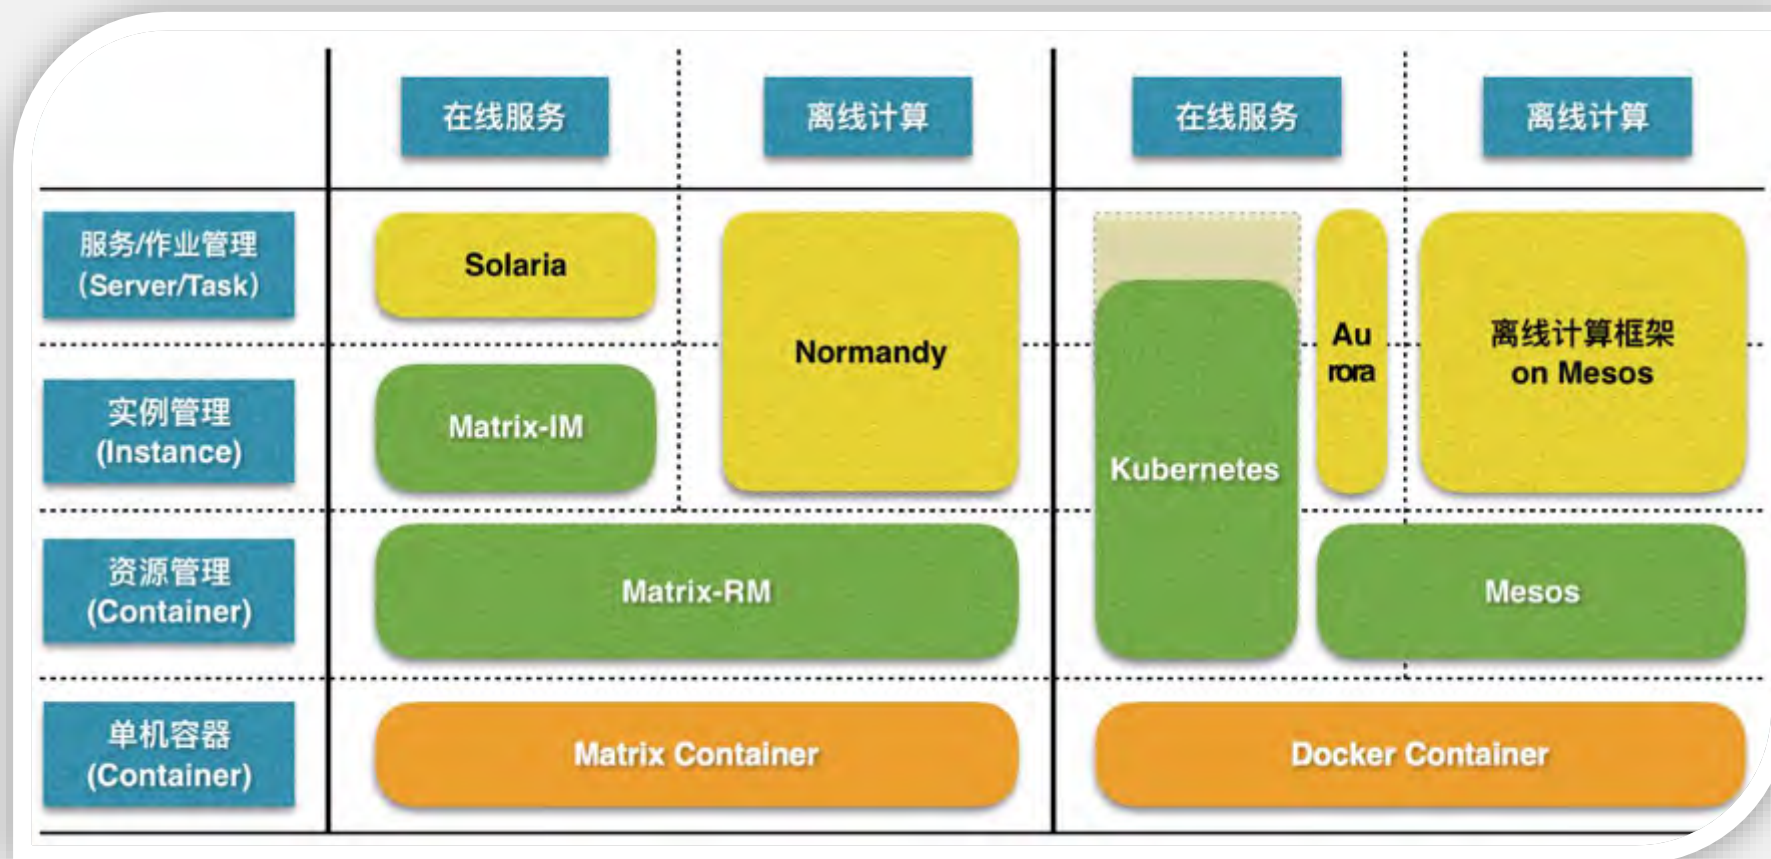 在线服务
离线计算
在线服务
离线计算
服务/作业管理
（Server/Task）
Solaria
Normandy
Au
rora
离线计算框架
on Mesos
实例管理
(Instance)
Matrix-IM
Kubernetes
资源管理
(Container)
Matrix-RM
Mesos
单机容器
(Container)
Matrix Container
Docker Container